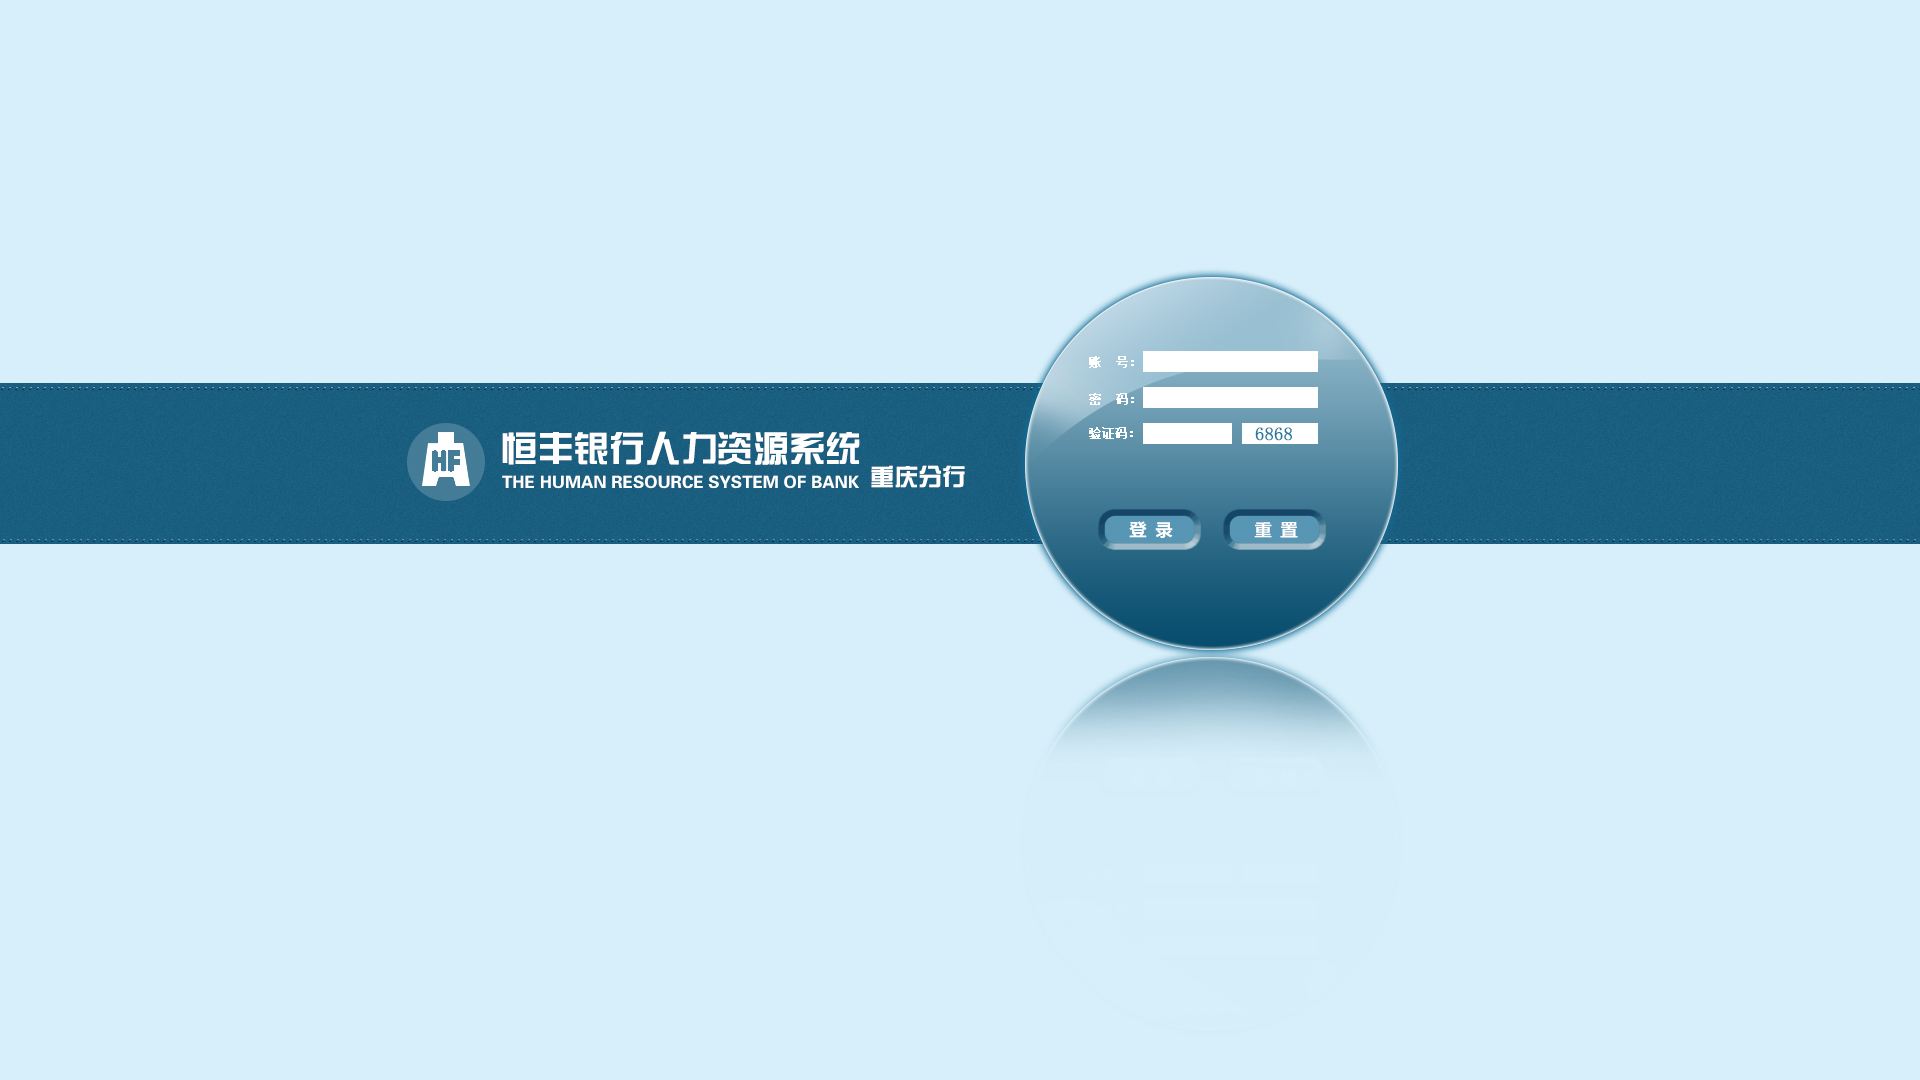 HF
恒丰银行人力资源系统
THE HUMAN RESOURCE SYSTEM OF BANK
重庆分行
账 号：
密 码：
验证码： 6868
登 录 重 置